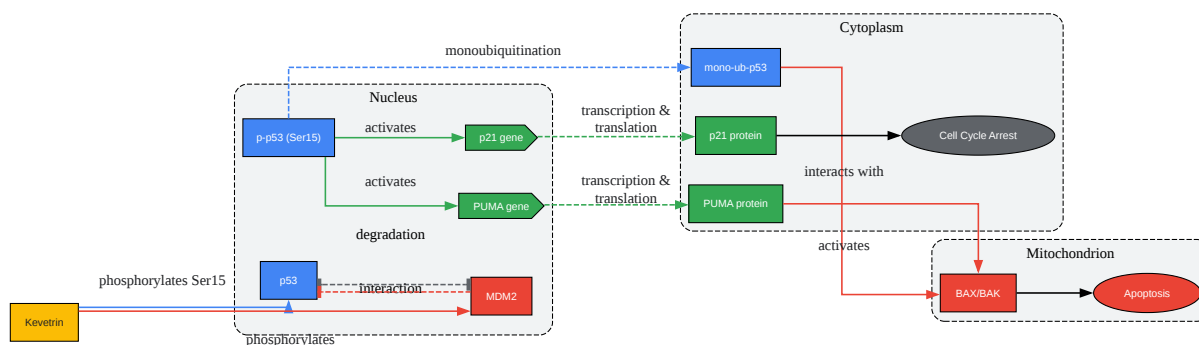 Cytoplasm
monoubiquitination
mono-ub-p53
Nucleus
p-p53 (Ser15)
activates
p21 gene
transcription &
translation
p21 protein
Cell Cycle Arrest
interacts with
activates
PUMA gene
transcription &
translation
PUMA protein
degradation
activates
Mitochondrion
phosphorylates Ser15
p53
interaction
MDM2
BAX/BAK
Apoptosis
Kevetrin
phosphorylates